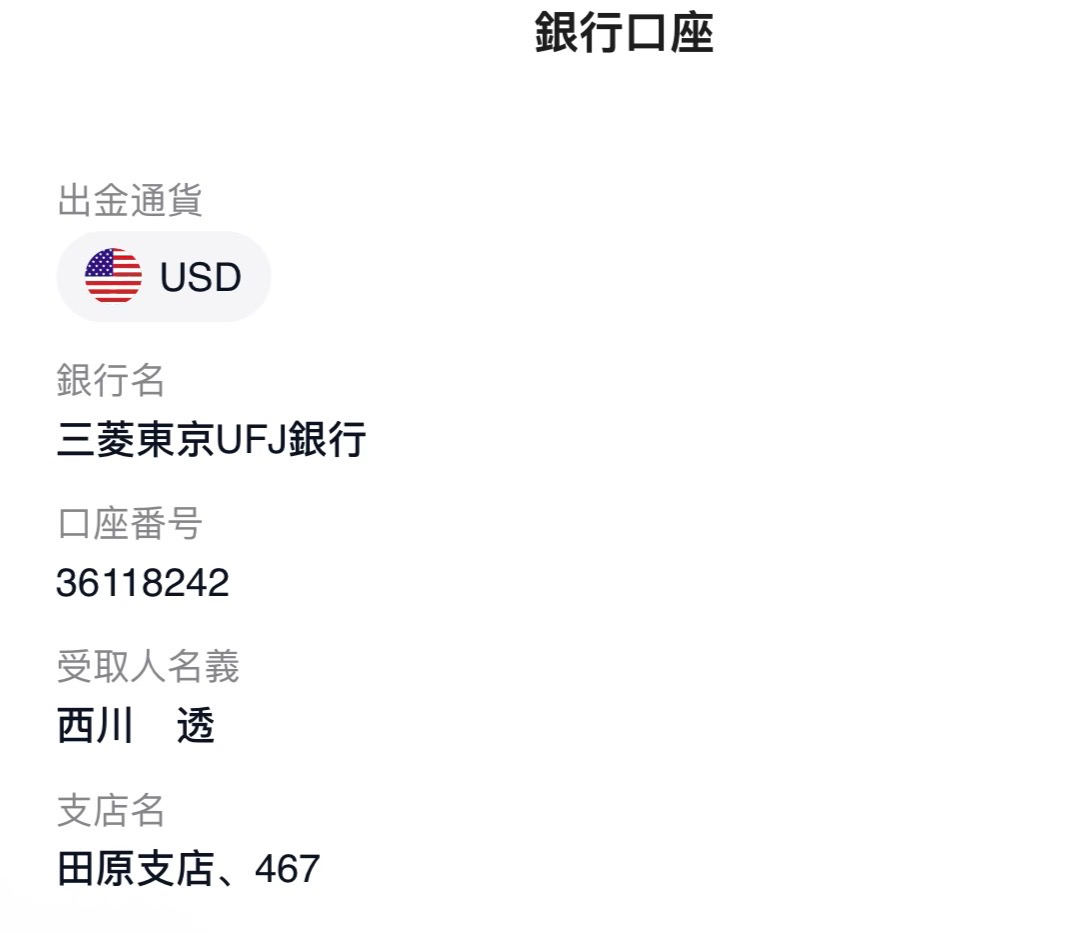 銀行口座
出金通貨
USD
銀行名
三菱東京UFJ銀行
口座番号
36118242
受取人名義
西川　透
支店名
田原支店、467